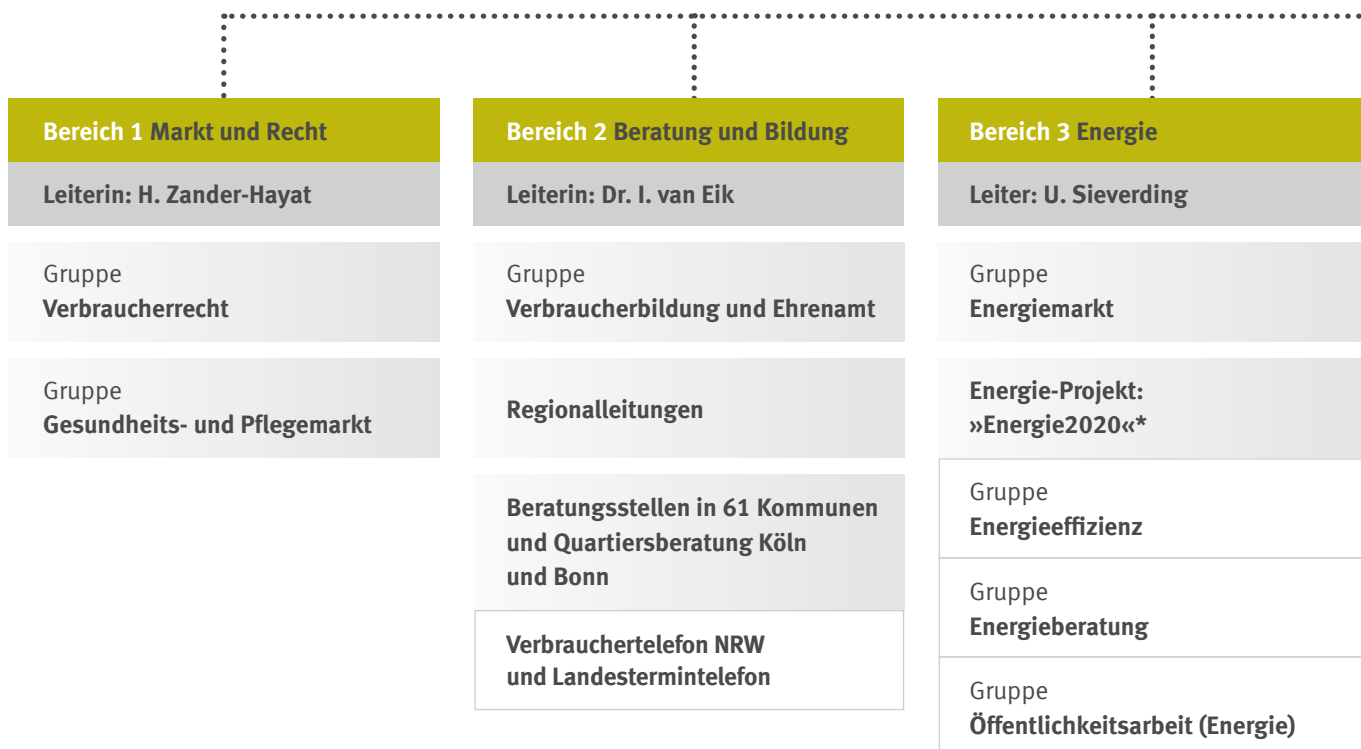 Bereich 1 Markt und Recht
Leiterin: H. Zander-Hayat
Gruppe
Verbraucherrecht
Gruppe
Gesundheits- und Pflegemarkt
Bereich 2 Beratung und Bildung
Leiterin: Dr. I. van Eik
Gruppe
Verbraucherbildung und Ehrenamt
Regionalleitungen
Beratungsstellen in 61 Kommunen
und Quartiersberatung Köln
und Bonn
Verbrauchertelefon NRW
und Landestermintelefon
Bereich 3 Energie
Leiter: U. Sieverding
Gruppe
Energiemarkt
Energie-Projekt:
»Energie2020«*
Gruppe
Energieeffizienz
Gruppe
Energieberatung
Gruppe
Öffentlichkeitsarbeit (Energie)